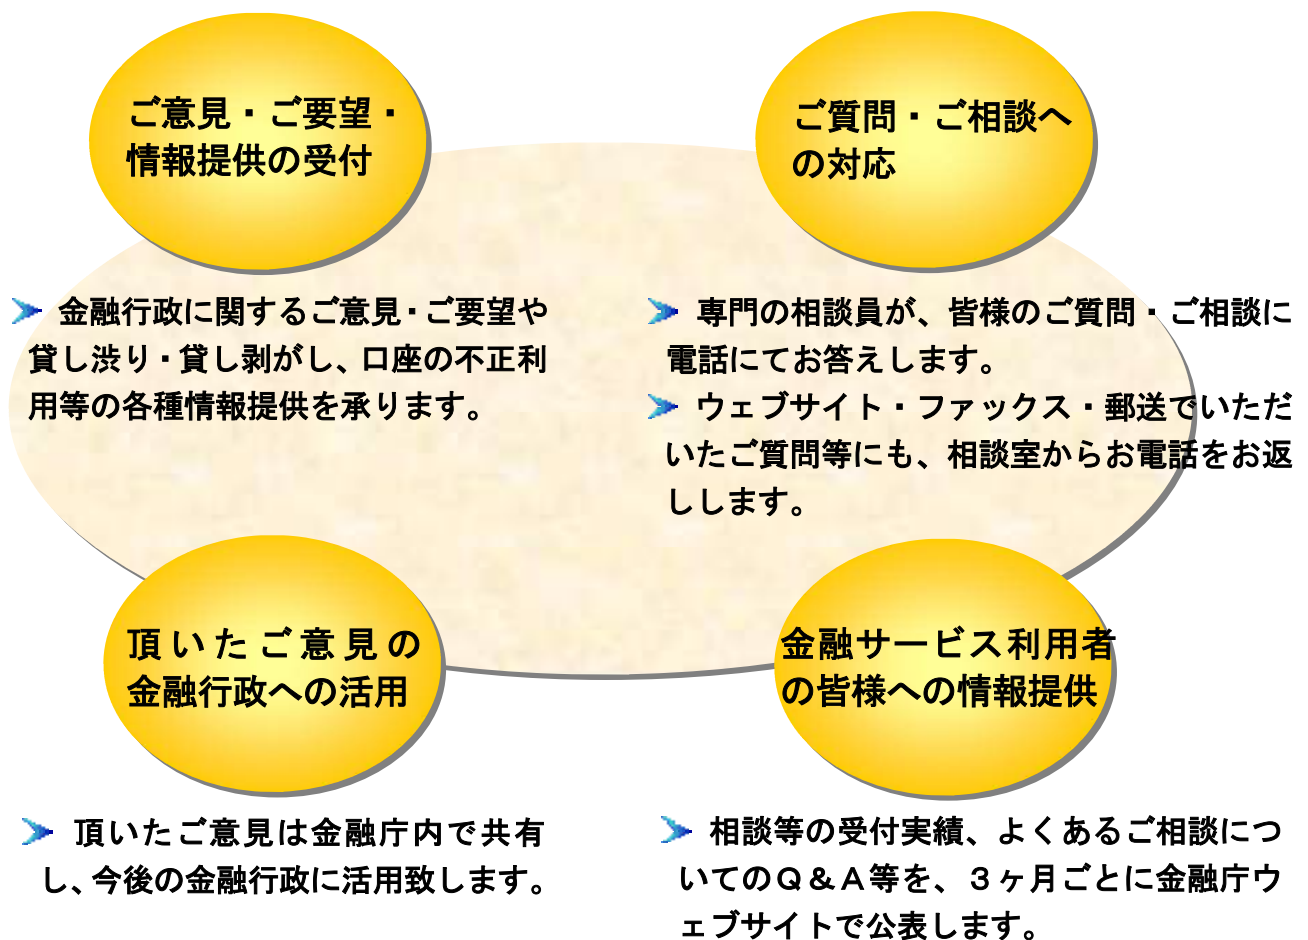 ご意見・ご要望・
情報提供の受付
金融行政に関するご意見・ご要望や
貸し渋り・貸し剥がし、口座の不正利
用等の各種情報提供を承ります。
ご質問・ご相談へ
の対応
専門の相談員が、皆様のご質問・ご相談に
電話にてお答えします。
ウェブサイト・ファックス・郵送でいただ
いたご質問等にも、相談室からお電話をお返
しします。
頂いたご意見の
金融行政への活用
頂いたご意見は金融庁内で共有
し、今後の金融行政に活用致します。
金融サービス利用者
の皆様への情報提供
相談等の受付実績、よくあるご相談につ
いてのＱ＆Ａ等を、３ヶ月ごとに金融庁ウ
ェブサイトで公表します。